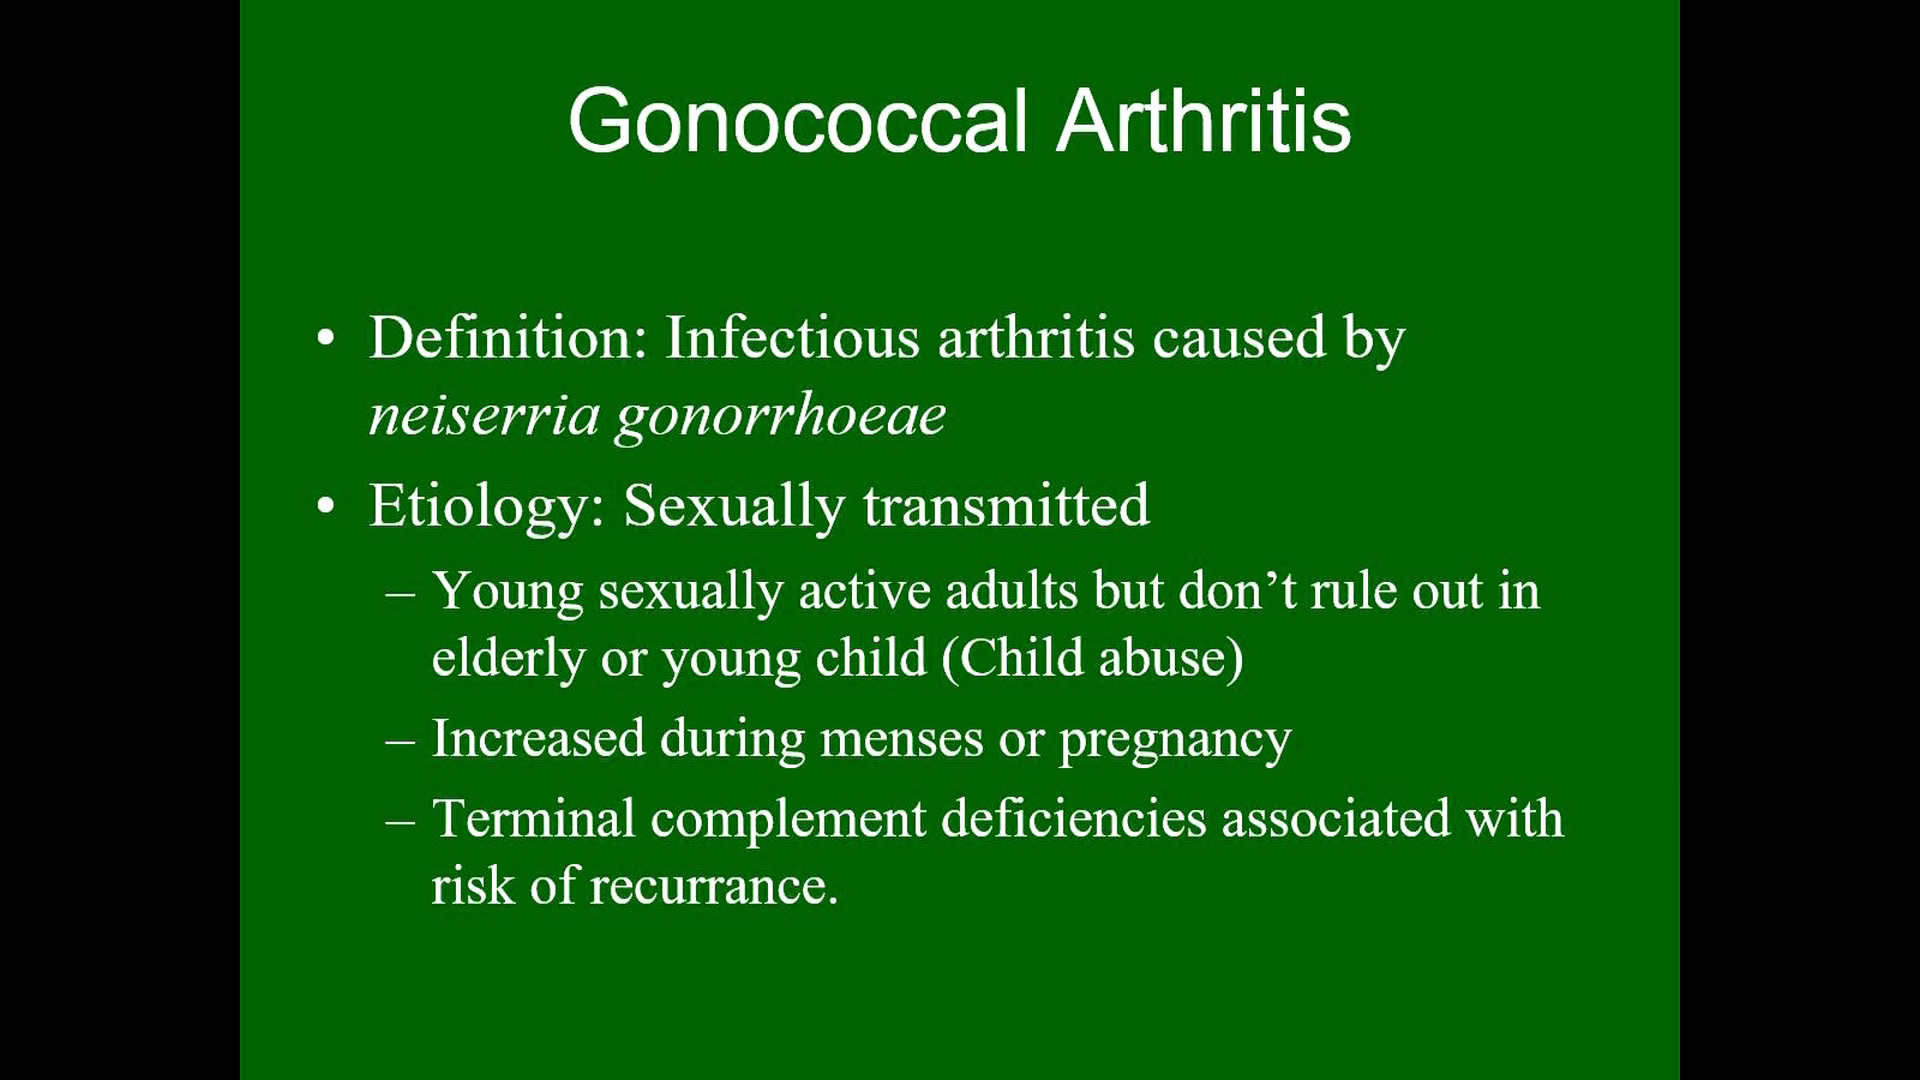 Gonococcal Arthritis
• Definition: Infectious arthritis caused by
neiserria gonorrhoeae
• Etiology: Sexually transmitted
– Young sexually active adults but don’t rule out in
elderly or young child (Child abuse)
– Increased during menses or pregnancy
– Terminal complement deficiencies associated with
risk of recurrance.